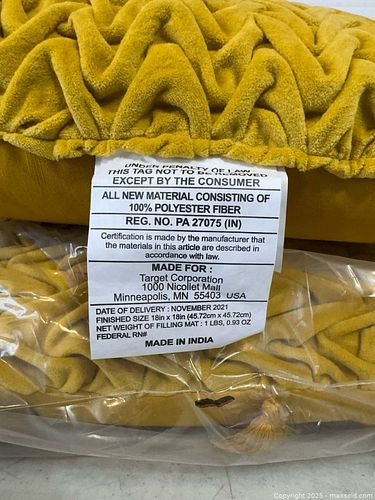 UNDER PENALTY OF LAW
THIS TAG NOT TO BE REMOVED
EXCEPT BY THE CONSUMER
ALL NEW MATERIAL CONSISTING OF
100% POLYESTER FIBER
REG. NO. PA 27075 (IN)
Certification is made by the manufacturer that
the materials in this article are described in
accordance with law.
MADE FOR :
Target Corporation
1000 Nicollet Mall
Minneapolis, MN 55403 USA
DATE OF DELIVERY : NOVEMBER 2021
FINISHED SIZE 18in x 18in (45.72cm x 45.72cm)
NET WEIGHT OF FILLING MAT : 1 LBS, 0.93 OZ
FEDERAL RN#
MADE IN INDIA
Copyright © 2025 - maxsold.com